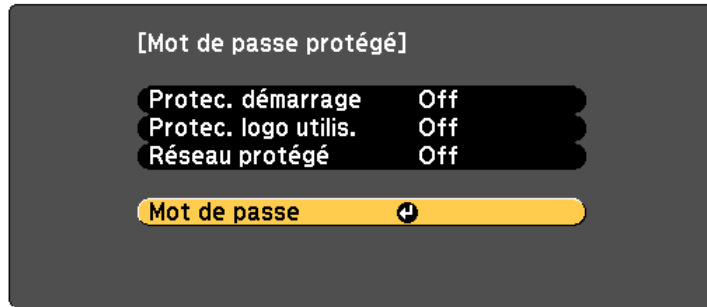 [Mot de passe protégé]
Protec. démarrage Off
Protec. logo utilis. Off
Réseau protégé Off
Mot de passe